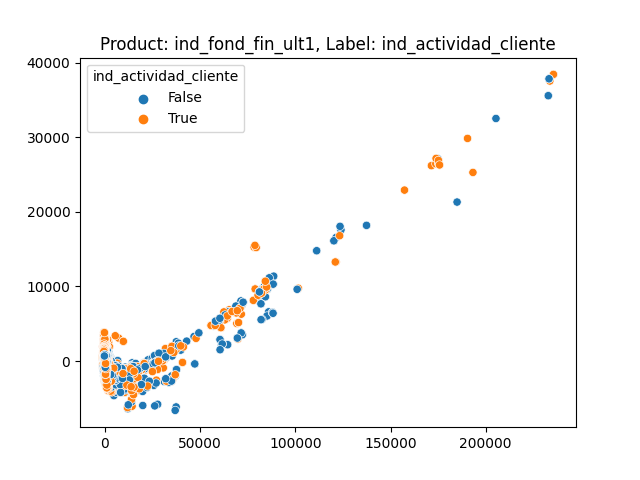 Product: ind_fond_fin_ult1, Label: ind_actividad_cliente
ind_actividad_cliente
False
True
40000
30000
20000
10000
0
0 50000 100000 150000 200000